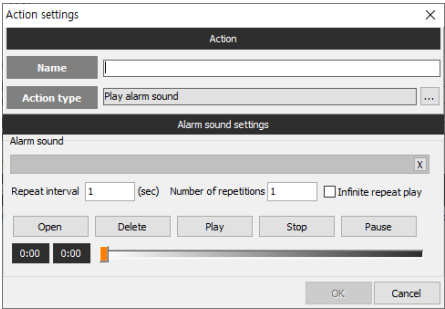 Action settings
Action
Name
Action type Play alarm sound ...
Alarm sound settings
Alarm sound
X
Repeat interval 1 (sec) Number of repetitions 1 Infinite repeat play
Open Delete Play Stop Pause
0:00 0:00
OK Cancel